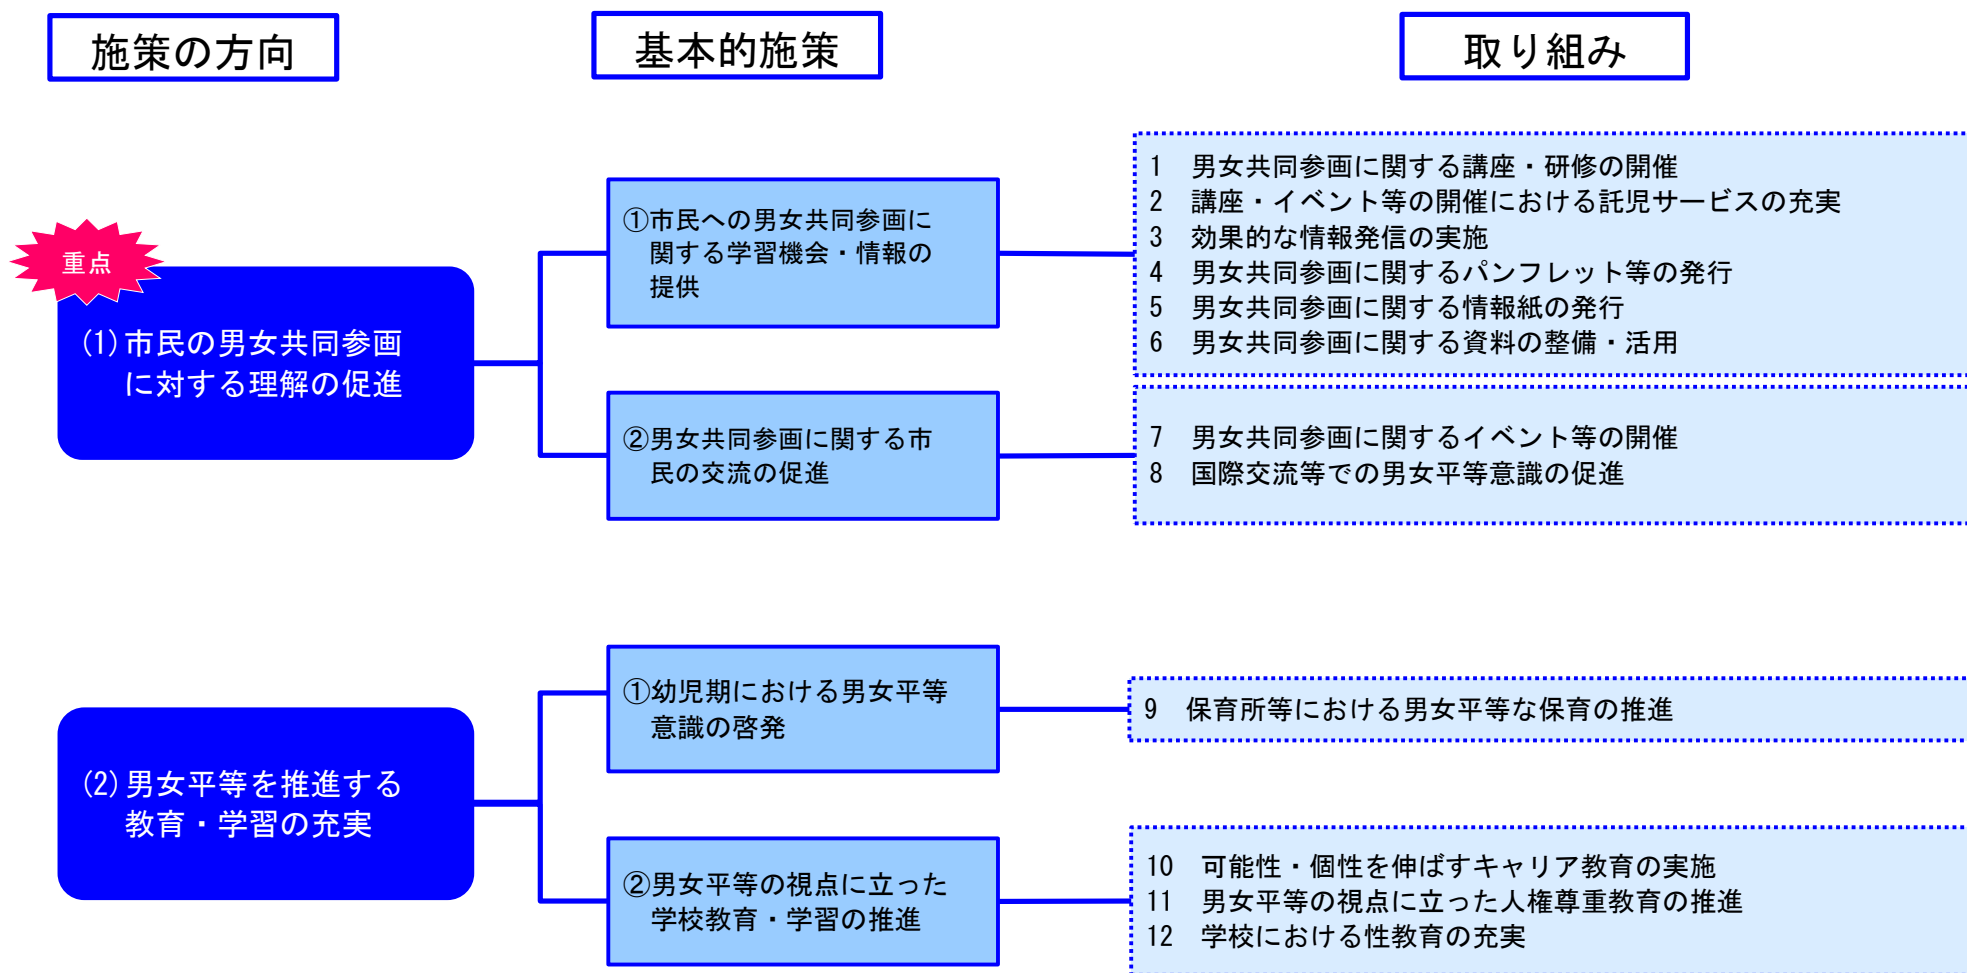 施策の方向
基本的施策
取り組み
重点
(1)市民の男女共同参画
に対する理解の促進
①市民への男女共同参画に
関する学習機会・情報の
提供
1 男女共同参画に関する講座・研修の開催
2 講座・イベント等の開催における託児サービスの充実
3 効果的な情報発信の実施
4 男女共同参画に関するパンフレット等の発行
5 男女共同参画に関する情報紙の発行
6 男女共同参画に関する資料の整備・活用
②男女共同参画に関する市
民の交流の促進
7 男女共同参画に関するイベント等の開催
8 国際交流等での男女平等意識の促進
(2)男女平等を推進する
教育・学習の充実
①幼児期における男女平等
意識の啓発
9 保育所等における男女平等な保育の推進
②男女平等の視点に立った
学校教育・学習の推進
10 可能性・個性を伸ばすキャリア教育の実施
11 男女平等の視点に立った人権尊重教育の推進
12 学校における性教育の充実